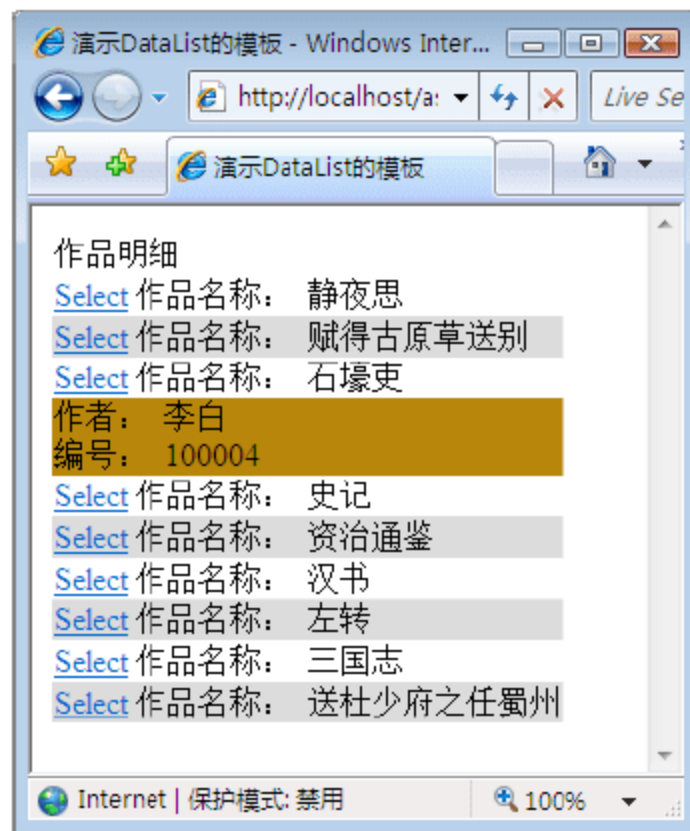 演示DataList的模板 - Windows Inter...
http://localhost/a:
Live Se
演示DataList的模板
作品明细
Select 作品名称： 静夜思
Select 作品名称： 赋得古原草送别
Select 作品名称： 石壕吏
作者： 李白
编号： 100004
Select 作品名称： 史记
Select 作品名称： 资治通鉴
Select 作品名称： 汉书
Select 作品名称： 左转
Select 作品名称： 三国志
Select 作品名称： 送杜少府之任蜀州
Internet | 保护模式: 禁用
100%